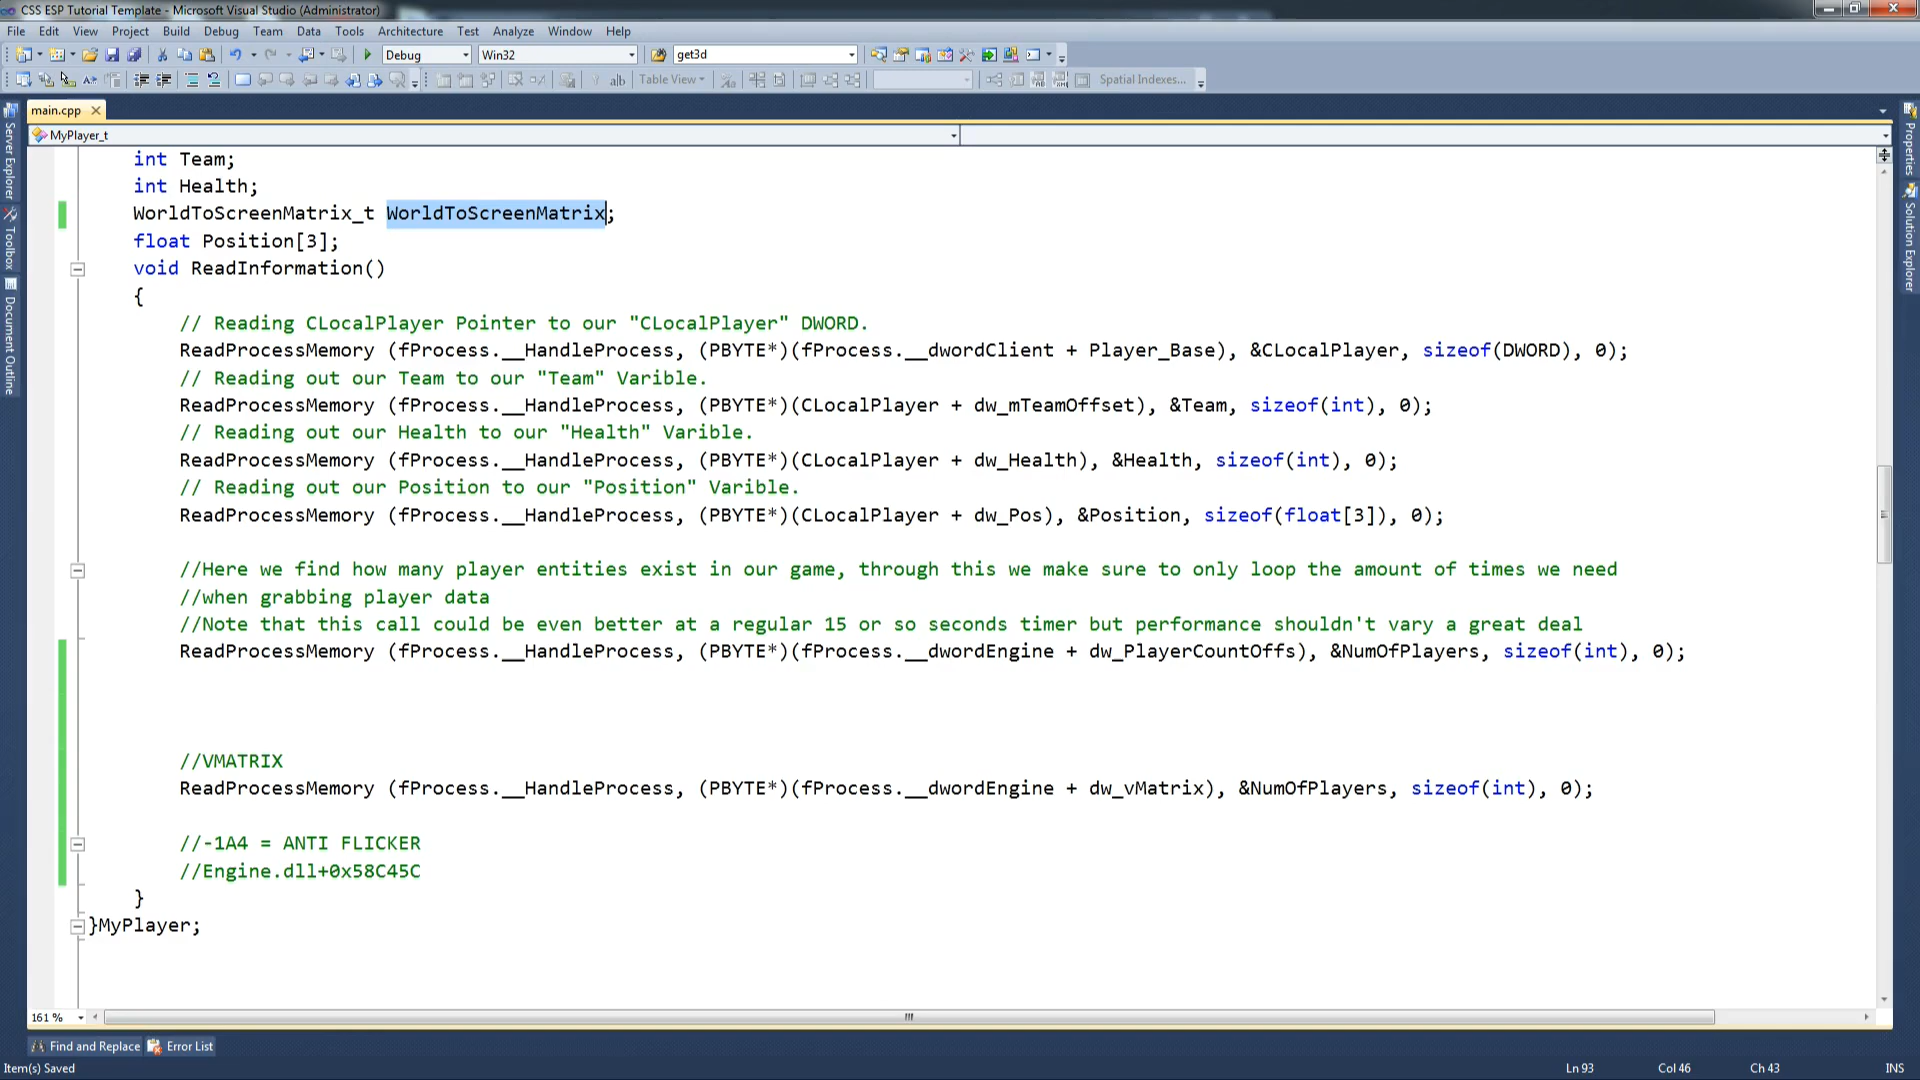 CSS ESP Tutorial Template - Microsoft Visual Studio (Administrator)
File Edit View Project Build Debug Team Data Tools Architecture Test Analyze Window Help
Debug Win32 get3d
Table View Spatial Indexes...
main.cpp
MyPlayer_t
Server Explorer
Toolbox
Document Outline
Properties
Solution Explorer
int Team;
int Health;
WorldToScreenMatrix_t WorldToScreenMatrix;
float Position[3];
void ReadInformation()
{
// Reading CLocalPlayer Pointer to our "CLocalPlayer" DWORD.
ReadProcessMemory (fProcess.__HandleProcess, (PBYTE*)(fProcess.__dwordClient + Player_Base), &CLocalPlayer, sizeof(DWORD), 0);
// Reading out our Team to our "Team" Varible.
ReadProcessMemory (fProcess.__HandleProcess, (PBYTE*)(CLocalPlayer + dw_mTeamOffset), &Team, sizeof(int), 0);
// Reading out our Health to our "Health" Varible.
ReadProcessMemory (fProcess.__HandleProcess, (PBYTE*)(CLocalPlayer + dw_Health), &Health, sizeof(int), 0);
// Reading out our Position to our "Position" Varible.
ReadProcessMemory (fProcess.__HandleProcess, (PBYTE*)(CLocalPlayer + dw_Pos), &Position, sizeof(float[3]), 0);
//Here we find how many player entities exist in our game, through this we make sure to only loop the amount of times we need
//when grabbing player data
//Note that this call could be even better at a regular 15 or so seconds timer but performance shouldn't vary a great deal
ReadProcessMemory (fProcess.__HandleProcess, (PBYTE*)(fProcess.__dwordEngine + dw_PlayerCountOffs), &NumOfPlayers, sizeof(int), 0);
//VMATRIX
ReadProcessMemory (fProcess.__HandleProcess, (PBYTE*)(fProcess.__dwordEngine + dw_vMatrix), &NumOfPlayers, sizeof(int), 0);
//-1A4 = ANTI FLICKER
//Engine.dll+0x58C45C
}
}MyPlayer;
161 %
Find and Replace Error List
Item(s) Saved Ln 93 Col 46 Ch 43 INS